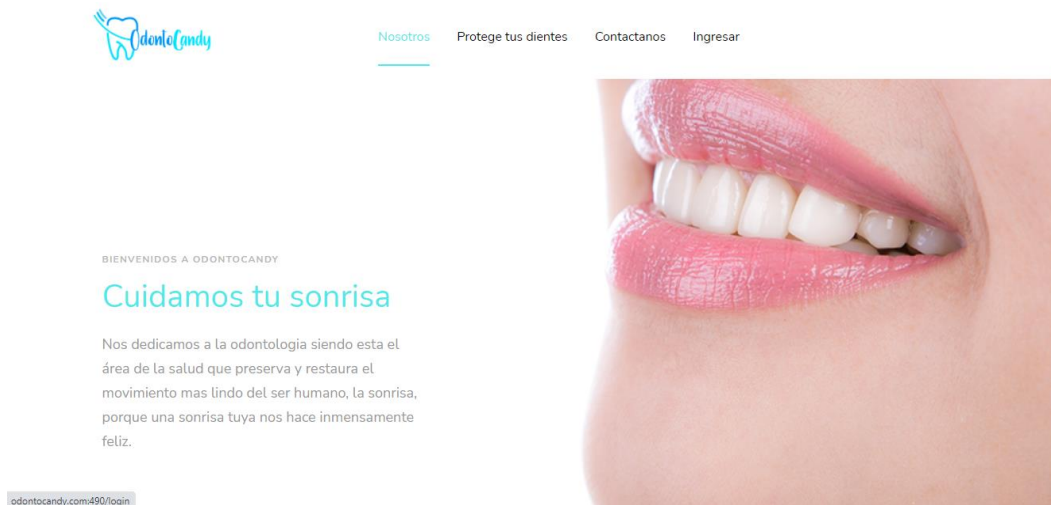 OdontoCandy
Nosotros Protege tus dientes Contactanos Ingresar
BIENVENIDOS A ODONTOCANDY
Cuidamos tu sonrisa
Nos dedicamos a la odontologia siendo esta el
área de la salud que preserva y restaura el
movimiento mas lindo del ser humano, la sonrisa,
porque una sonrisa tuya nos hace inmensamente
feliz.
odontocandy.com:490/login